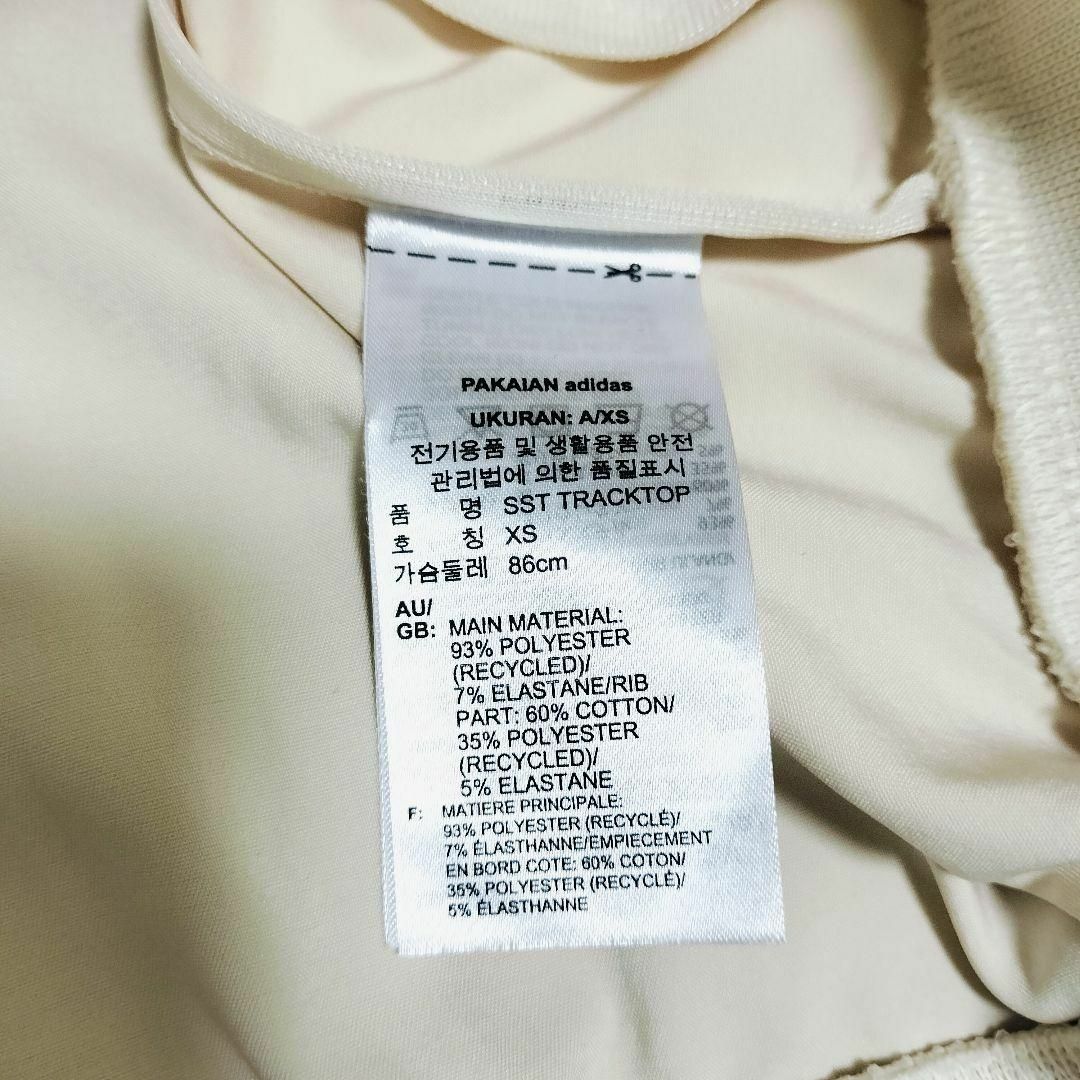 PAKAIAN adidas
UKURAN: A/XS
전기용품 및 생활용품 안전
관리법에 의한 품질표시
품 명 SST TRACKTOP
호 칭 XS
가슴둘레 86cm
AU/
GB: MAIN MATERIAL:
93% POLYESTER
(RECYCLED)/
7% ELASTANE/RIB
PART: 60% COTTON/
35% POLYESTER
(RECYCLED)/
5% ELASTANE
F: MATIERE PRINCIPALE:
93% POLYESTER (RECYCLÉ)/
7% ÉLASTHANNE/EMPIECEMENT
EN BORD COTE: 60% COTON/
35% POLYESTER (RECYCLÉ)/
5% ÉLASTHANNE